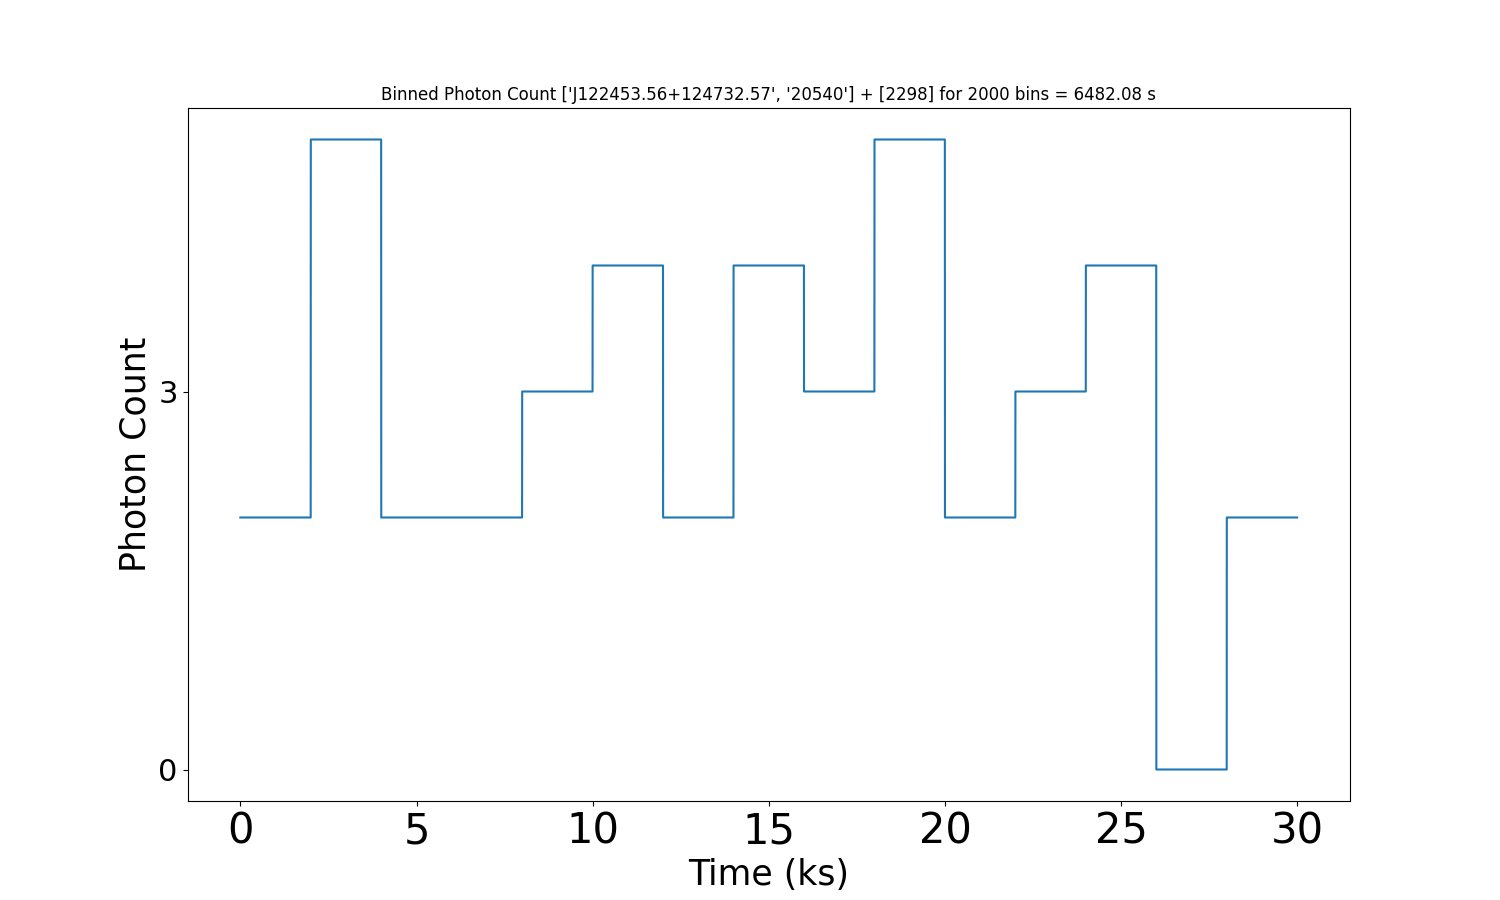 Binned Photon Count ['J122453.56+124732.57', '20540'] + [2298] for 2000 bins = 6482.08 s
Photon Count
3
0
0 5 10 15 20 25 30
Time (ks)